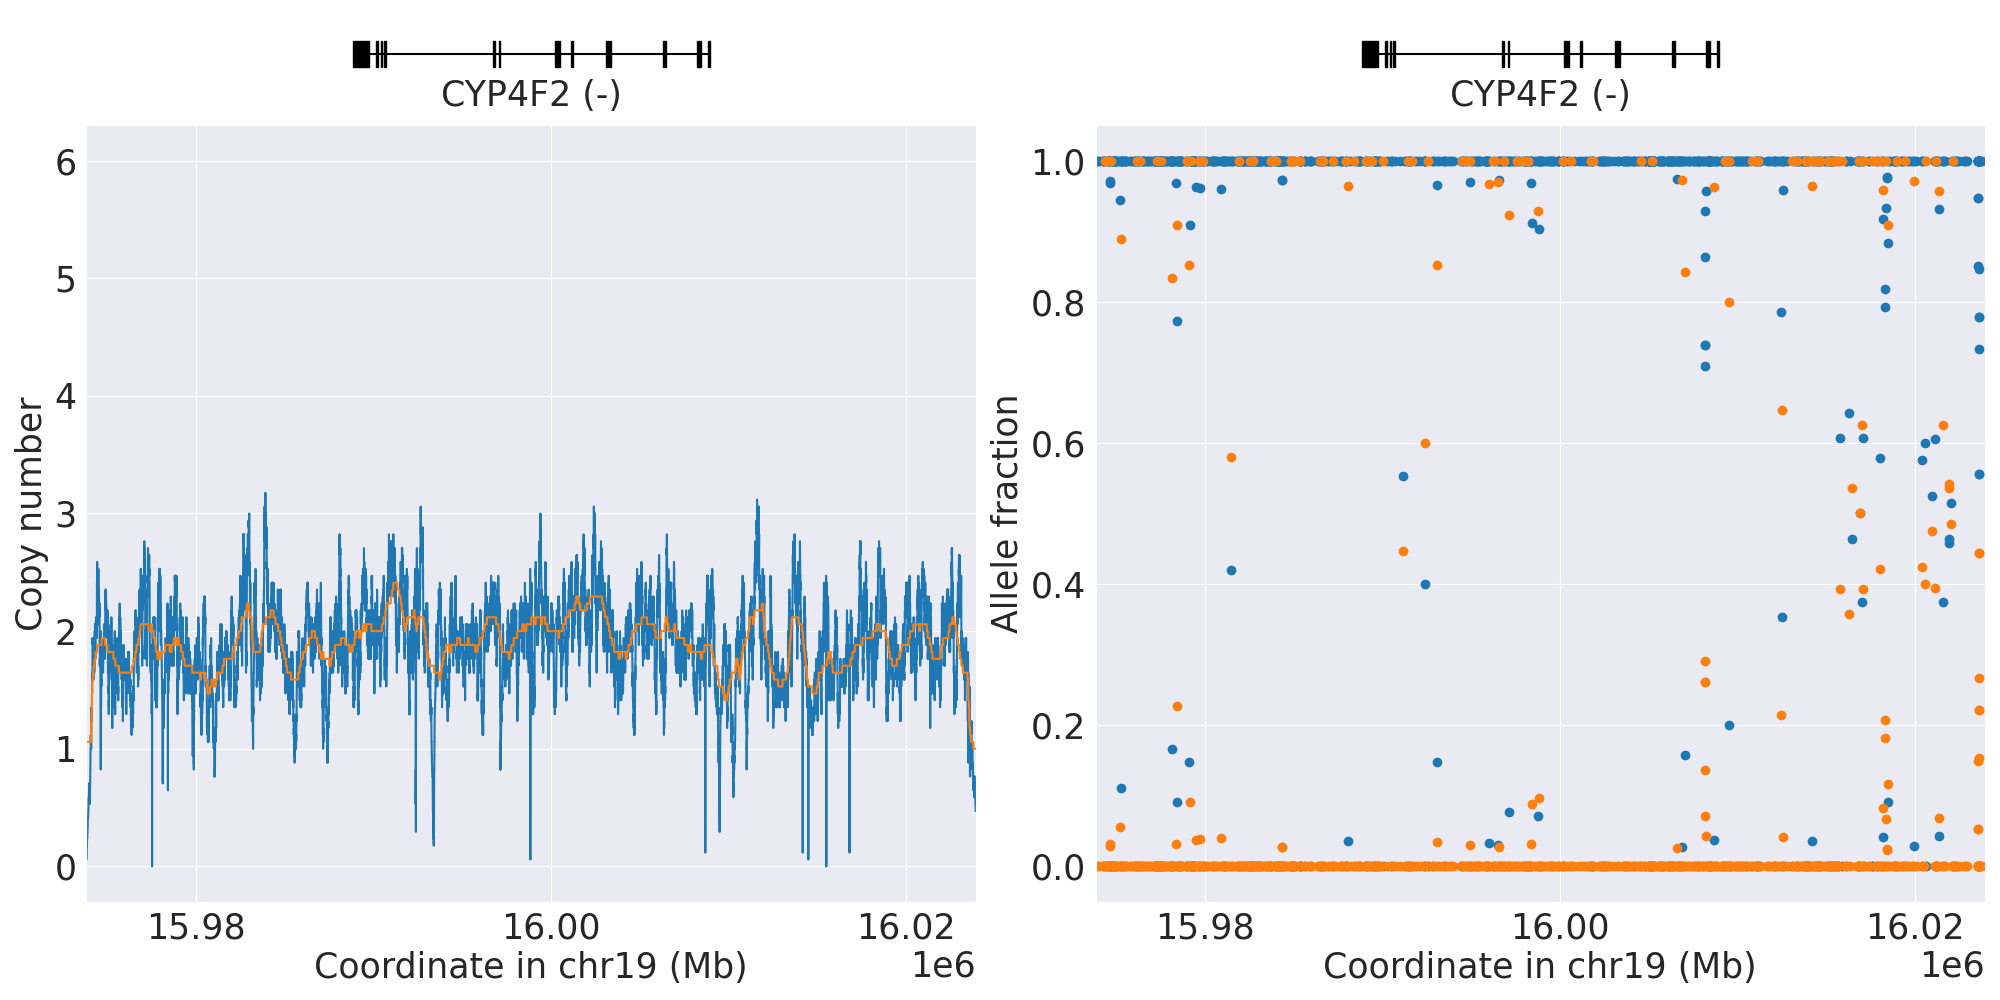 CYP4F2 (-)
6
5
4
3
2
1
0
Copy number
15.98
16.00
16.02
Coordinate in chr19 (Mb)
1e6
CYP4F2 (-)
1.0
0.8
0.6
0.4
0.2
0.0
Allele fraction
15.98
16.00
16.02
Coordinate in chr19 (Mb)
1e6